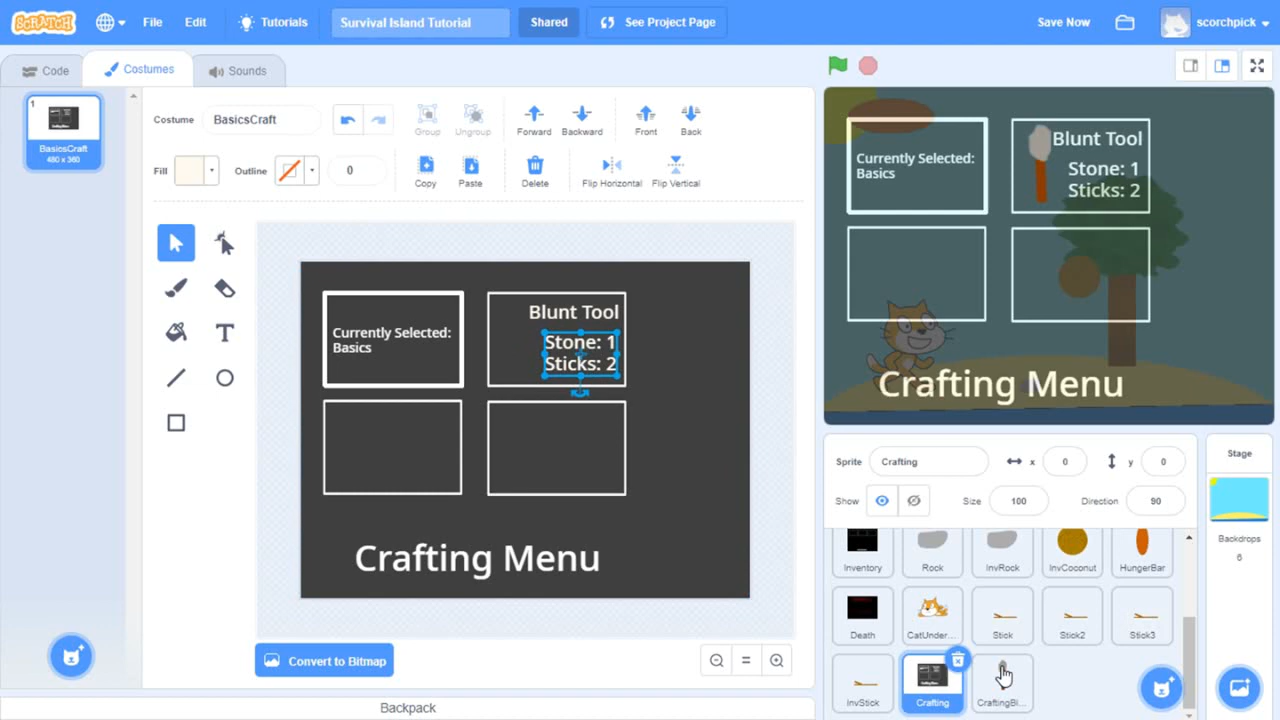 SCRATCH
File
Edit
Tutorials
Survival Island Tutorial
Shared
See Project Page
Save Now
scorchpick
Code
Costumes
Sounds
1
BasicsCraft
480 x 360
Costume
BasicsCraft
Group
Ungroup
Forward
Backward
Front
Back
Fill
Outline
0
Copy
Paste
Delete
Flip Horizontal
Flip Vertical
T
Currently Selected:
Basics
Blunt Tool
Stone: 1
Sticks: 2
Crafting Menu
Convert to Bitmap
Backpack
Currently Selected:
Basics
Blunt Tool
Stone: 1
Sticks: 2
Crafting Menu
Sprite
Crafting
x
0
y
0
Show
Size
100
Direction
90
Inventory
Rock
InvRock
InvCoconut
HungerBar
Death
CatUnder...
Stick
Stick2
Stick3
InvStick
Crafting
CraftingBl...
Stage
Backdrops
6